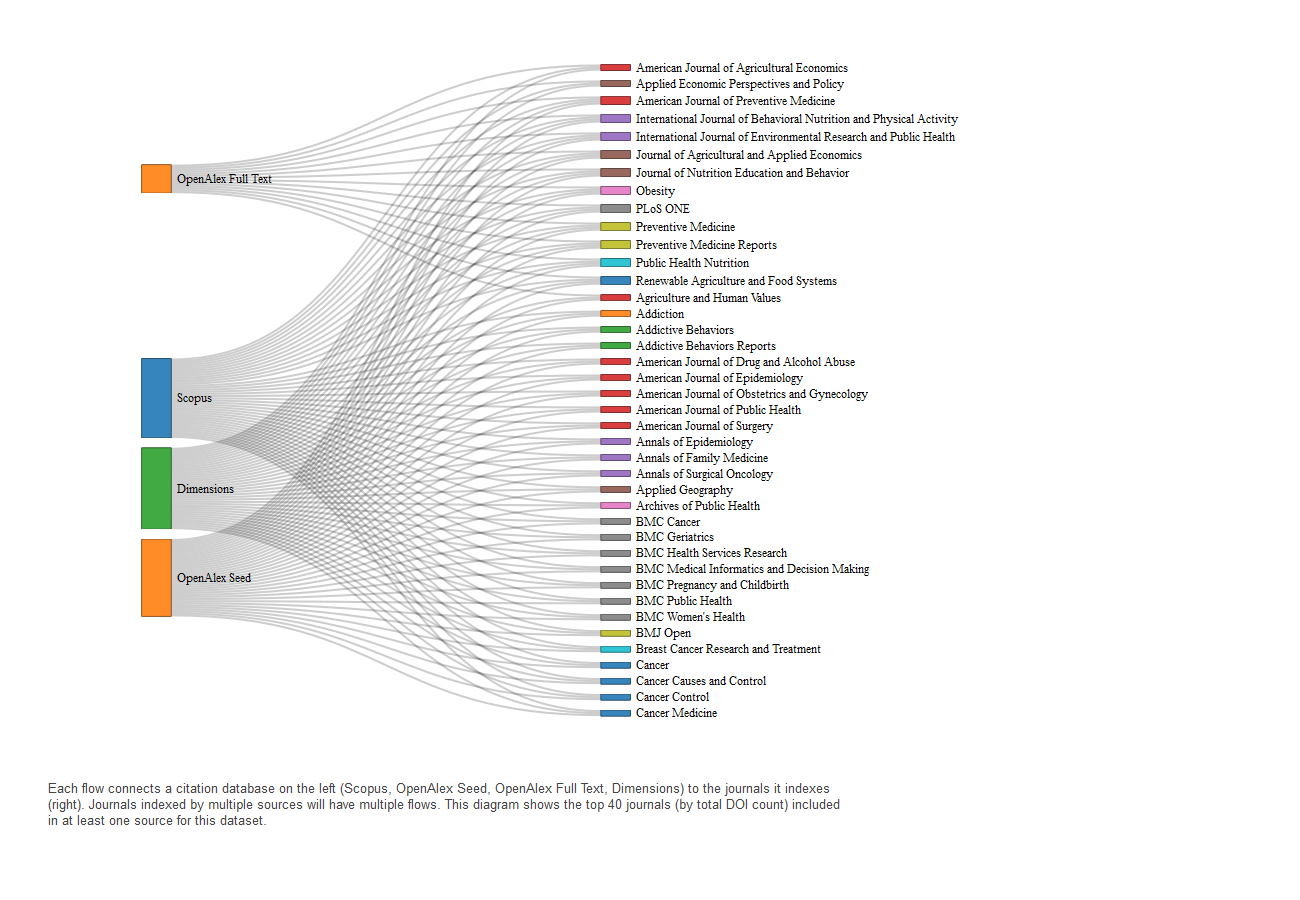 OpenAlex Full Text
Scopus
Dimensions
OpenAlex Seed
American Journal of Agricultural Economics
Applied Economic Perspectives and Policy
American Journal of Preventive Medicine
International Journal of Behavioral Nutrition and Physical Activity
International Journal of Environmental Research and Public Health
Journal of Agricultural and Applied Economics
Journal of Nutrition Education and Behavior
Obesity
PLoS ONE
Preventive Medicine
Preventive Medicine Reports
Public Health Nutrition
Renewable Agriculture and Food Systems
Agriculture and Human Values
Addiction
Addictive Behaviors
Addictive Behaviors Reports
American Journal of Drug and Alcohol Abuse
American Journal of Epidemiology
American Journal of Obstetrics and Gynecology
American Journal of Public Health
American Journal of Surgery
Annals of Epidemiology
Annals of Family Medicine
Annals of Surgical Oncology
Applied Geography
Archives of Public Health
BMC Cancer
BMC Geriatrics
BMC Health Services Research
BMC Medical Informatics and Decision Making
BMC Pregnancy and Childbirth
BMC Public Health
BMC Women's Health
BMJ Open
Breast Cancer Research and Treatment
Cancer
Cancer Causes and Control
Cancer Control
Cancer Medicine
Each flow connects a citation database on the left (Scopus, OpenAlex Seed, OpenAlex Full Text, Dimensions) to the journals it indexes
(right). Journals indexed by multiple sources will have multiple flows. This diagram shows the top 40 journals (by total DOI count) included
in at least one source for this dataset.